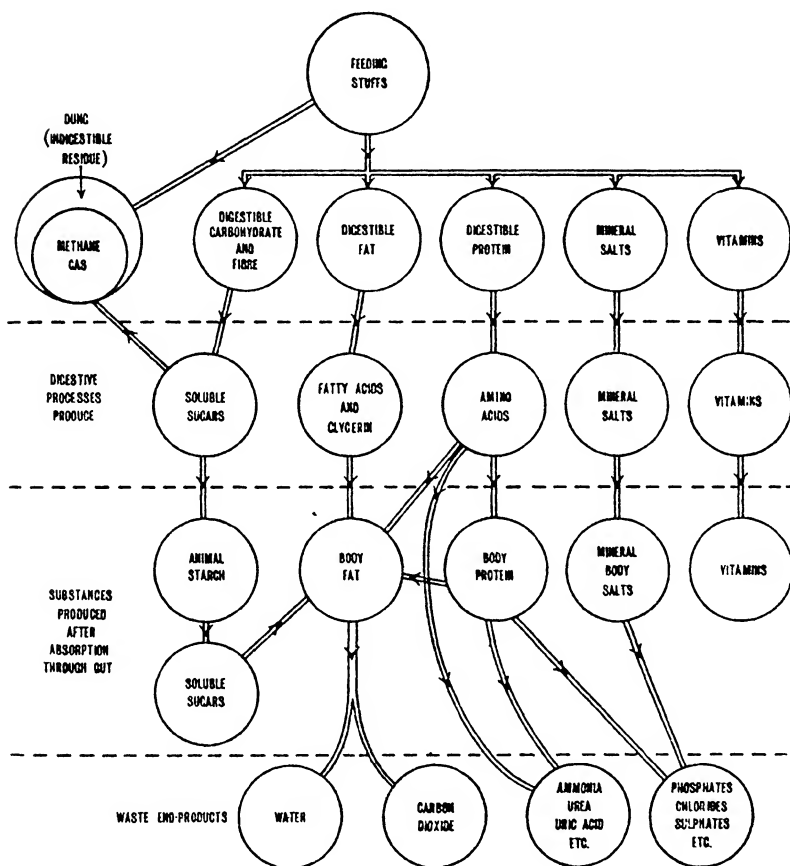 FEEDING
STUFFS
DUNG
(INDIGESTIBLE
RESIDUE)
METHANE
GAS
DIGESTIBLE
CARBOHYDRATE
AND
FIBRE
DIGESTIBLE
FAT
DIGESTIBLE
PROTEIN
MINERAL
SALTS
VITAMINS
DIGESTIVE
PROCESSES
PRODUCE
SOLUBLE
SUGARS
FATTY ACIDS
AND
GLYCERIN
AMINO
ACIDS
MINERAL
SALTS
VITAMINS
SUBSTANCES
PRODUCED
AFTER
ABSORPTION
THROUGH GUT
ANIMAL
STARCH
BODY
FAT
BODY
PROTEIN
MINERAL
BODY
SALTS
VITAMINS
SOLUBLE
SUGARS
WASTE END-PRODUCTS
WATER
CARBON
DIOXIDE
AMMONIA
UREA
URIC ACID
ETC.
PHOSPHATES
CHLORIDES
SULPHATES
ETC.